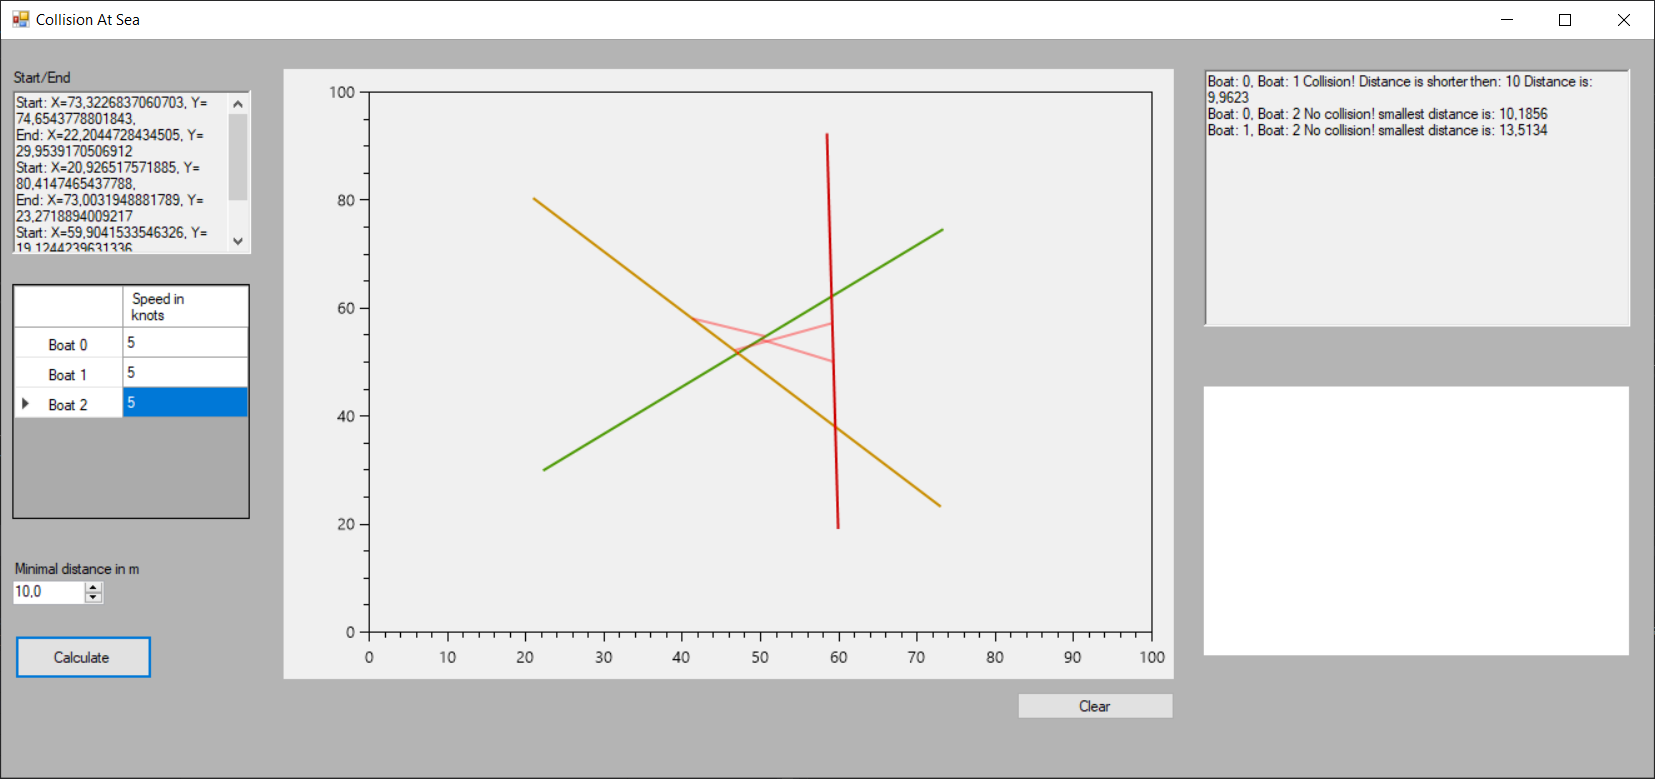 Collision At Sea
Start/End
Start: X=73,3226837060703, Y=
74,6543778801843,
End: X=22,2044728434505, Y=
29,9539170506912
Start: X=20,926517571885, Y=
80,4147465437788,
End: X=73,0031948881789, Y=
23,2718894009217
Start: X=59,9041533546326, Y=
19,1244239631336
Speed in
knots
Boat 0 5
Boat 1 5
Boat 2 5
Minimal distance in m
10,0
Calculate
100
80
60
40
20
0
0 10 20 30 40 50 60 70 80 90 100
Clear
Boat: 0, Boat: 1 Collision! Distance is shorter then: 10 Distance is:
9,9623
Boat: 0, Boat: 2 No collision! smallest distance is: 10,1856
Boat: 1, Boat: 2 No collision! smallest distance is: 13,5134